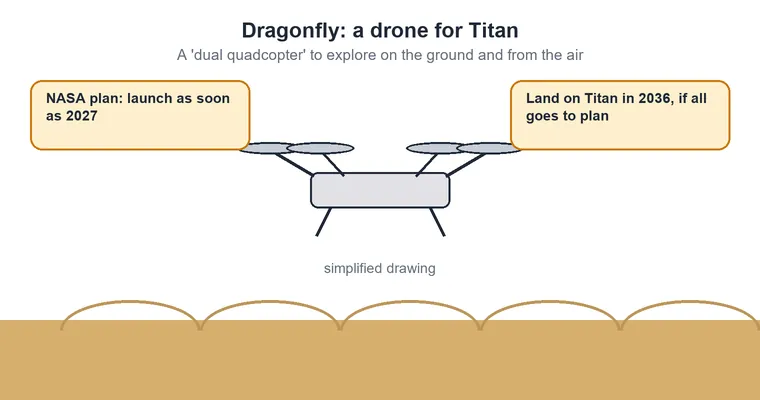 Dragonfly: a drone for Titan
A 'dual quadcopter' to explore on the ground and from the air
NASA plan: launch as soon
as 2027
Land on Titan in 2036, if all
goes to plan
simplified drawing